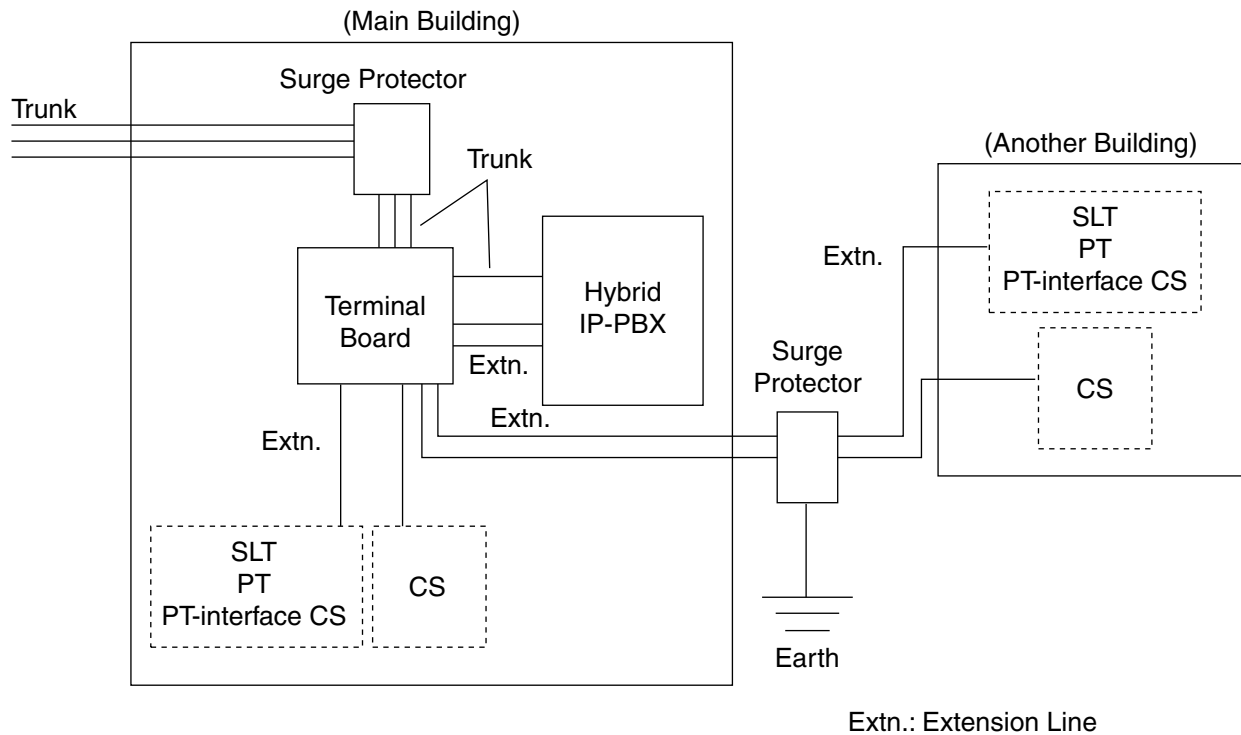 (Main Building)
Surge Protector
Trunk
Trunk
(Another Building)
SLT
PT
PT-interface CS
Extn.
Terminal
Board
Hybrid
IP-PBX
Extn.
Surge
Protector
CS
Extn.
Extn.
SLT
PT
PT-interface CS
CS
Earth
Extn.: Extension Line